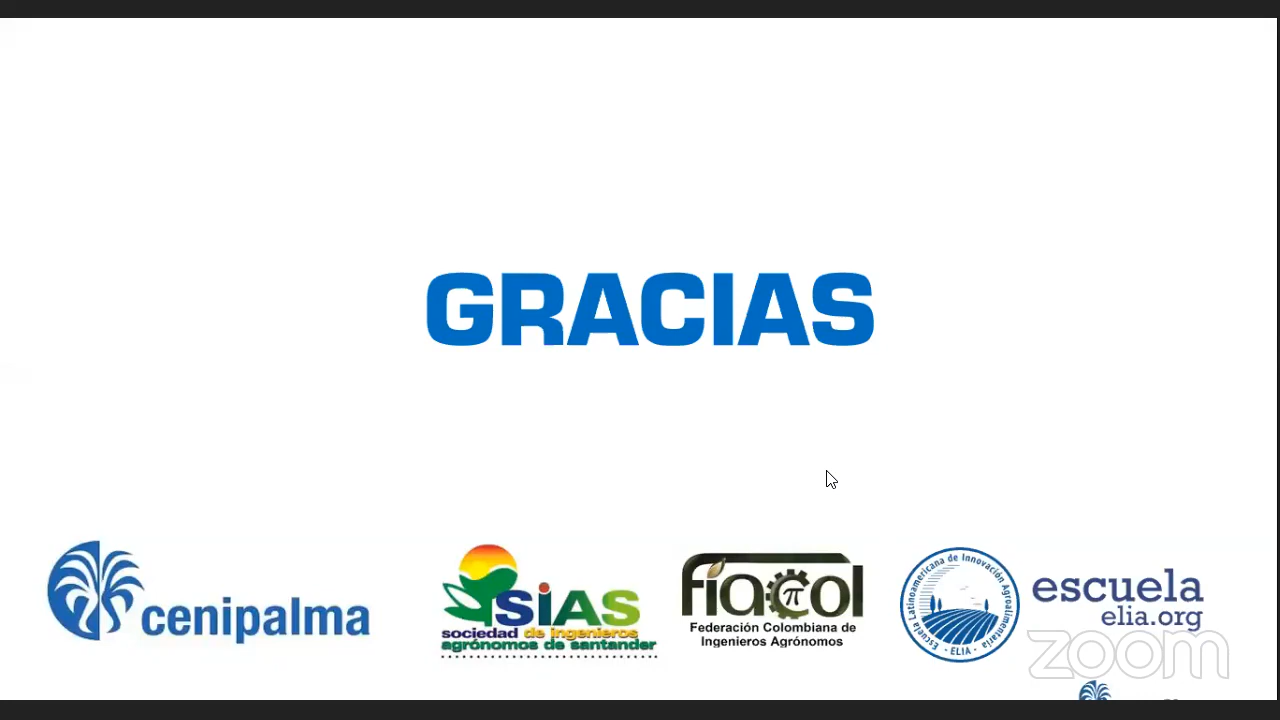 GRACIAS
cenipalma
SIAS
sociedad de ingenieros
agrónomos de santander
fiacol
π
Federación Colombiana de
Ingenieros Agrónomos
Escuela Latinoamericana de Innovación Agroalimentaria
- ELIA -
escuela
elia.org
zoom